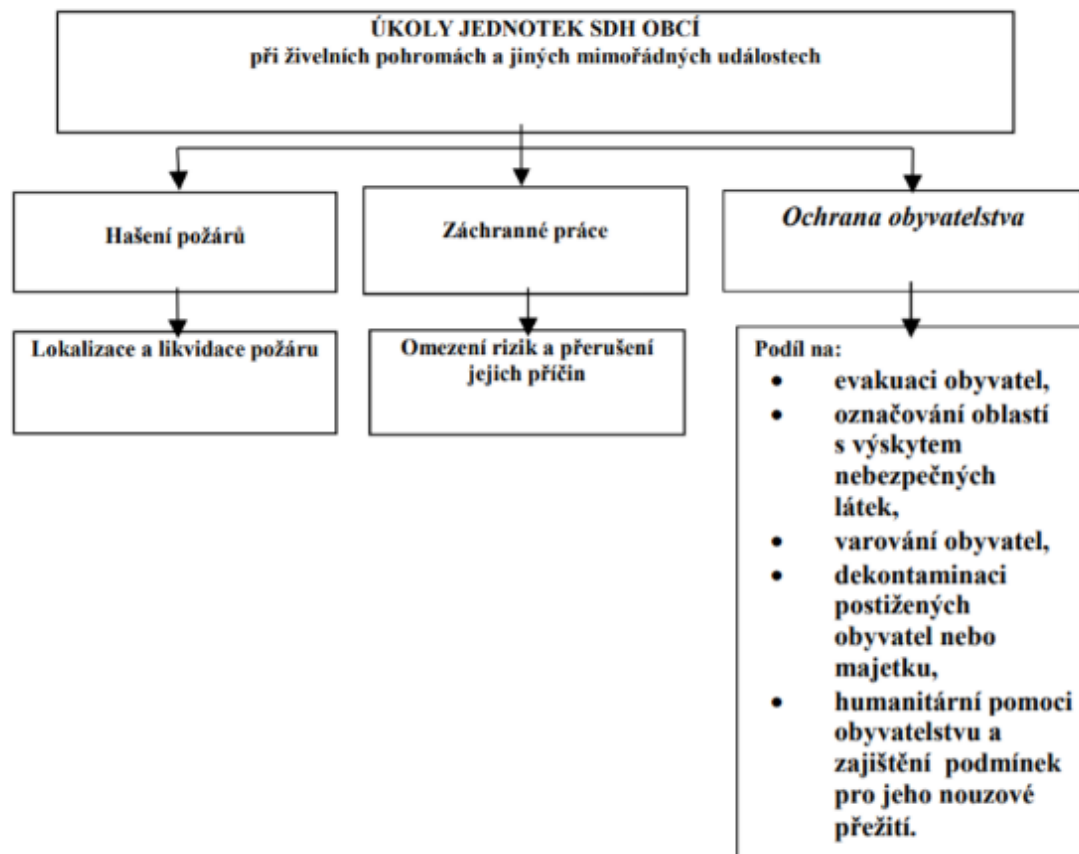 ÚKOLY JEDNOTEK SDH OBCÍ
při živelních pohromách a jiných mimořádných událostech
Hašení požárů
Záchranné práce
Ochrana obyvatelstva
Lokalizace a likvidace požáru
Omezení rizik a přerušení
jejich příčin
Podíl na:
• evakuaci obyvatel,
• označování oblastí
s výskytem
nebezpečných
látek,
• varování obyvatel,
• dekontaminaci
postižených
obyvatel nebo
majetku,
• humanitární pomoci
obyvatelstvu a
zajištění podmínek
pro jeho nouzové
přežití.